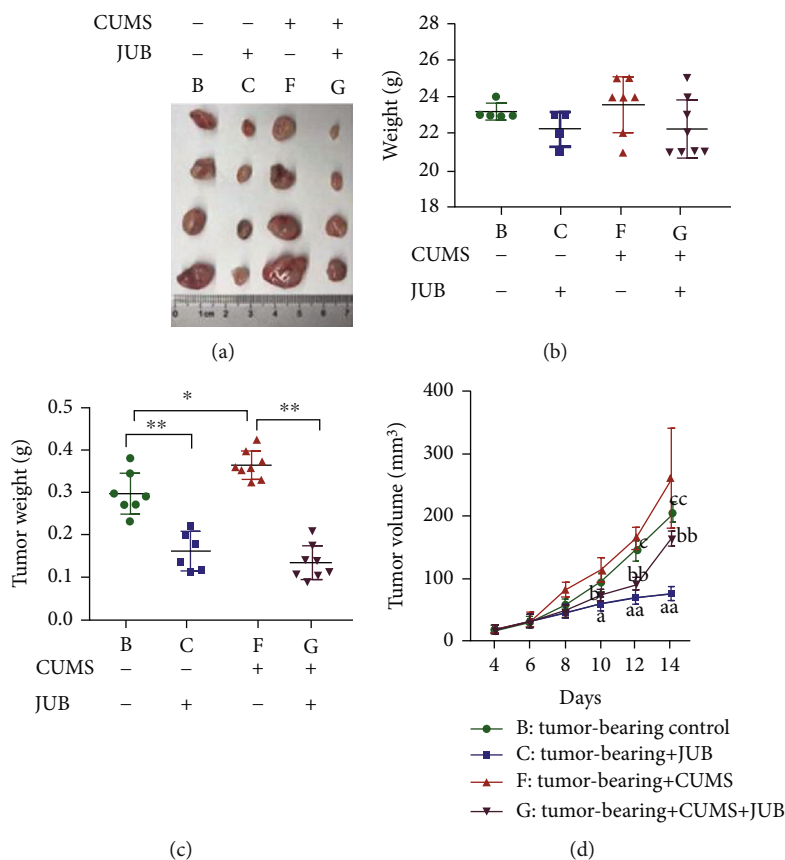 CUMS – – + +
JUB – + – +
B C F G
0 1cm 2 3 4 5 6 7
(a)
28
26
24
22
20
18
Weight (g)
B C F G
CUMS – – + +
JUB – + – +
(b)
* 
** **
0.5
0.4
0.3
0.2
0.1
0.0
Tumor weight (g)
B C F G
CUMS – – + +
JUB – + – +
(c)
400
300
200
100
0
Tumor volume (mm³)
cc
c
bb
b
bb
a aa aa
4 6 8 10 12 14
Days
B: tumor-bearing control
C: tumor-bearing+JUB
F: tumor-bearing+CUMS
G: tumor-bearing+CUMS+JUB
(d)